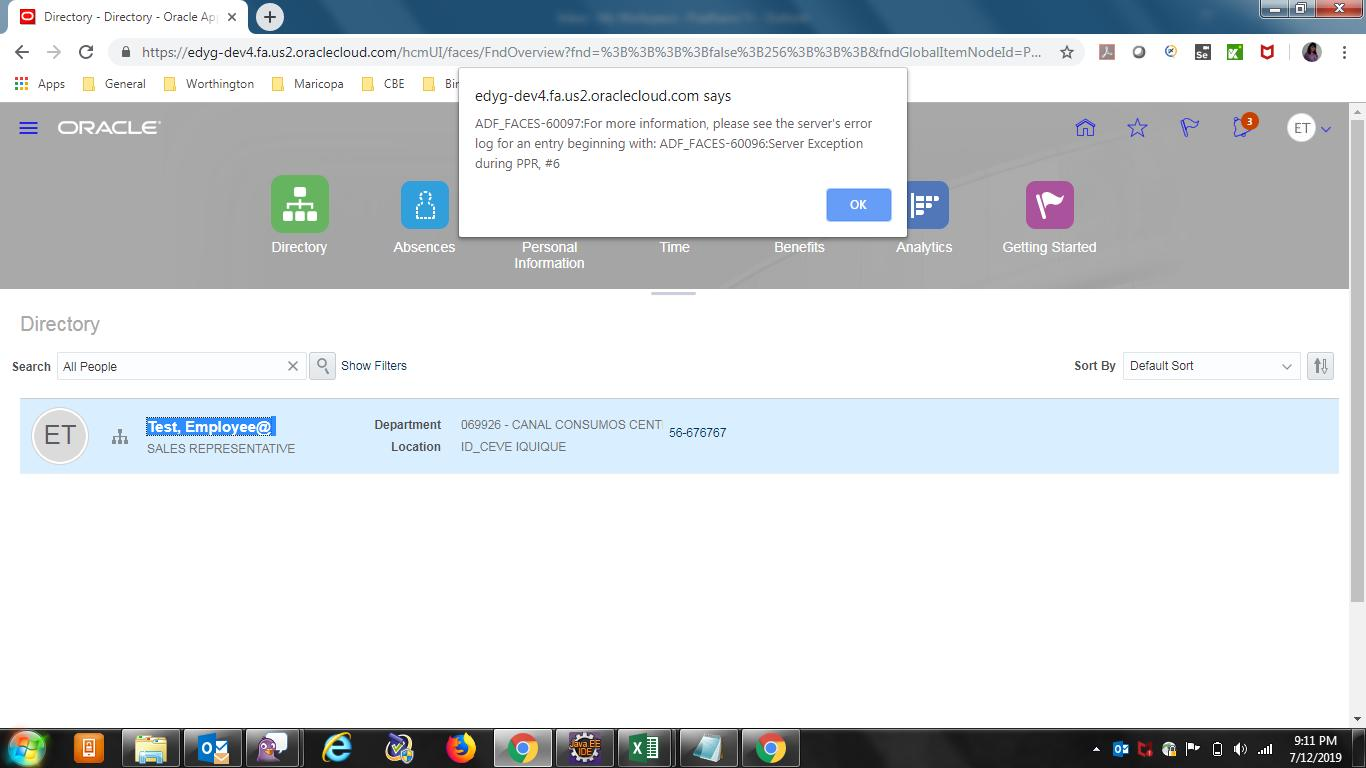 Directory - Directory - Oracle Ap
https://edyg-dev4.fa.us2.oraclecloud.com/hcmUI/faces/FndOverview?fnd=%3B%3B%3B%3Bfalse%3B256%3B%3B%3B&fndGlobalItemNodeId=P...
Apps General Worthington Maricopa CBE Bir
edyg-dev4.fa.us2.oraclecloud.com says
ADF_FACES-60097:For more information, please see the server's error
log for an entry beginning with: ADF_FACES-60096:Server Exception
during PPR, #6
OK
ORACLE
3
ET
Directory Absences Personal Time Benefits Analytics Getting Started
Information
Directory
Search All People Show Filters Sort By Default Sort
ET
Test, Employee@ Department 069926 - CANAL CONSUMOS CENT 56-676767
SALES REPRESENTATIVE Location ID_CEVE IQUIQUE
Java EE
IDE
9:11 PM
7/12/2019